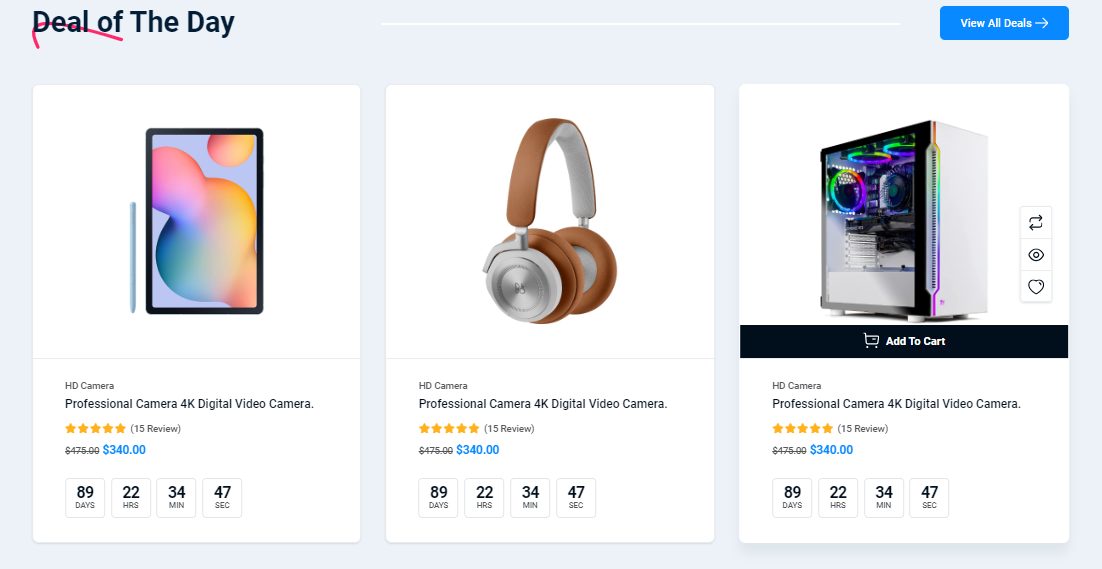 Deal of The Day
View All Deals
Add To Cart
HD Camera
Professional Camera 4K Digital Video Camera.
(15 Review)
$475.00 $340.00
89 22 34 47
DAYS HRS MIN SEC
HD Camera
Professional Camera 4K Digital Video Camera.
(15 Review)
$475.00 $340.00
89 22 34 47
DAYS HRS MIN SEC
HD Camera
Professional Camera 4K Digital Video Camera.
(15 Review)
$475.00 $340.00
89 22 34 47
DAYS HRS MIN SEC